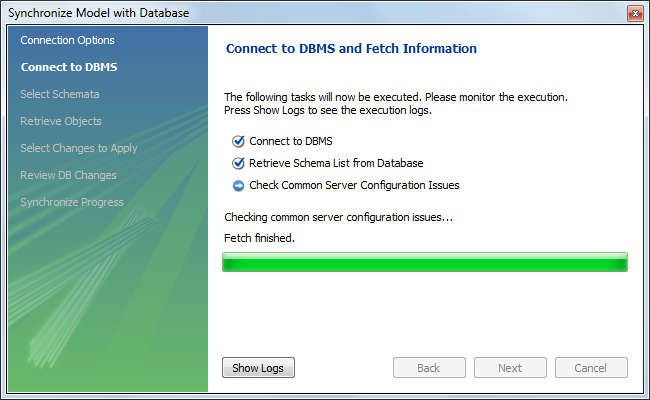 Synchronize Model with Database
Connection Options
Connect to DBMS
Select Schemata
Retrieve Objects
Select Changes to Apply
Review DB Changes
Synchronize Progress
Connect to DBMS and Fetch Information
The following tasks will now be executed. Please monitor the execution.
Press Show Logs to see the execution logs.
Connect to DBMS
Retrieve Schema List from Database
Check Common Server Configuration Issues
Checking common server configuration issues...
Fetch finished.
Show Logs
Back
Next
Cancel